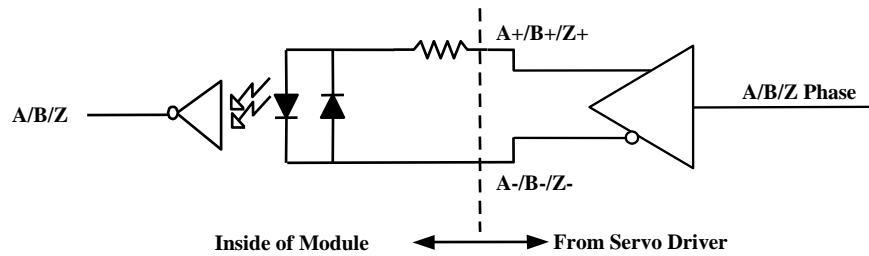 A+/B+/Z+
A/B/Z Phase
A/B/Z
A-/B-/Z-
Inside of Module
From Servo Driver